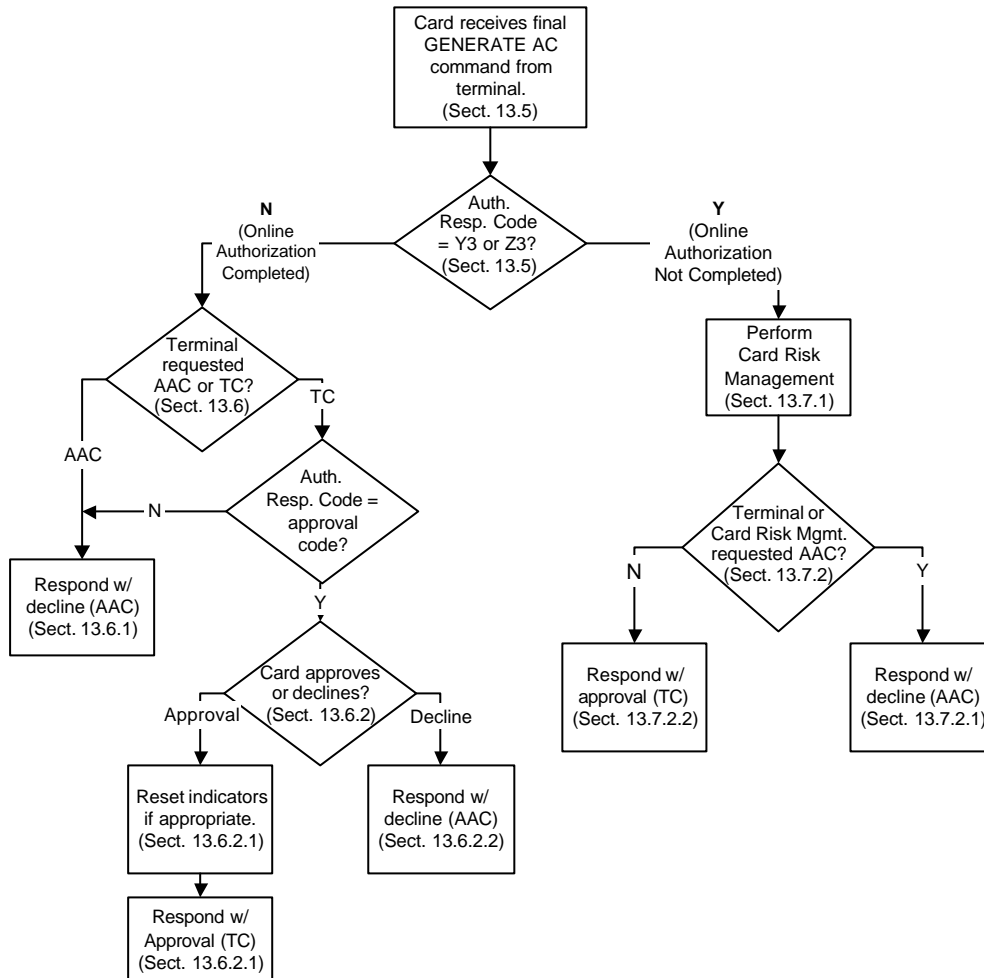 Card receives final
GENERATE AC
command from
terminal.
(Sect. 13.5)
N
(Online
Authorization
Completed)
Auth.
Resp. Code
= Y3 or Z3?
(Sect. 13.5)
Y
(Online
Authorization
Not Completed)
Terminal
requested
AAC or TC?
(Sect. 13.6)
Perform
Card Risk
Management
(Sect. 13.7.1)
TC
AAC
Auth.
Resp. Code =
approval
code?
N
Terminal or
Card Risk Mgmt.
requested AAC?
(Sect. 13.7.2)
N
Y
Respond w/
decline (AAC)
(Sect. 13.6.1)
Y
Card approves
or declines?
(Sect. 13.6.2)
Approval
Decline
Respond w/
approval (TC)
(Sect. 13.7.2.2)
Respond w/
decline (AAC)
(Sect. 13.7.2.1)
Reset indicators
if appropriate.
(Sect. 13.6.2.1)
Respond w/
decline (AAC)
(Sect. 13.6.2.2)
Respond w/
Approval (TC)
(Sect. 13.6.2.1)